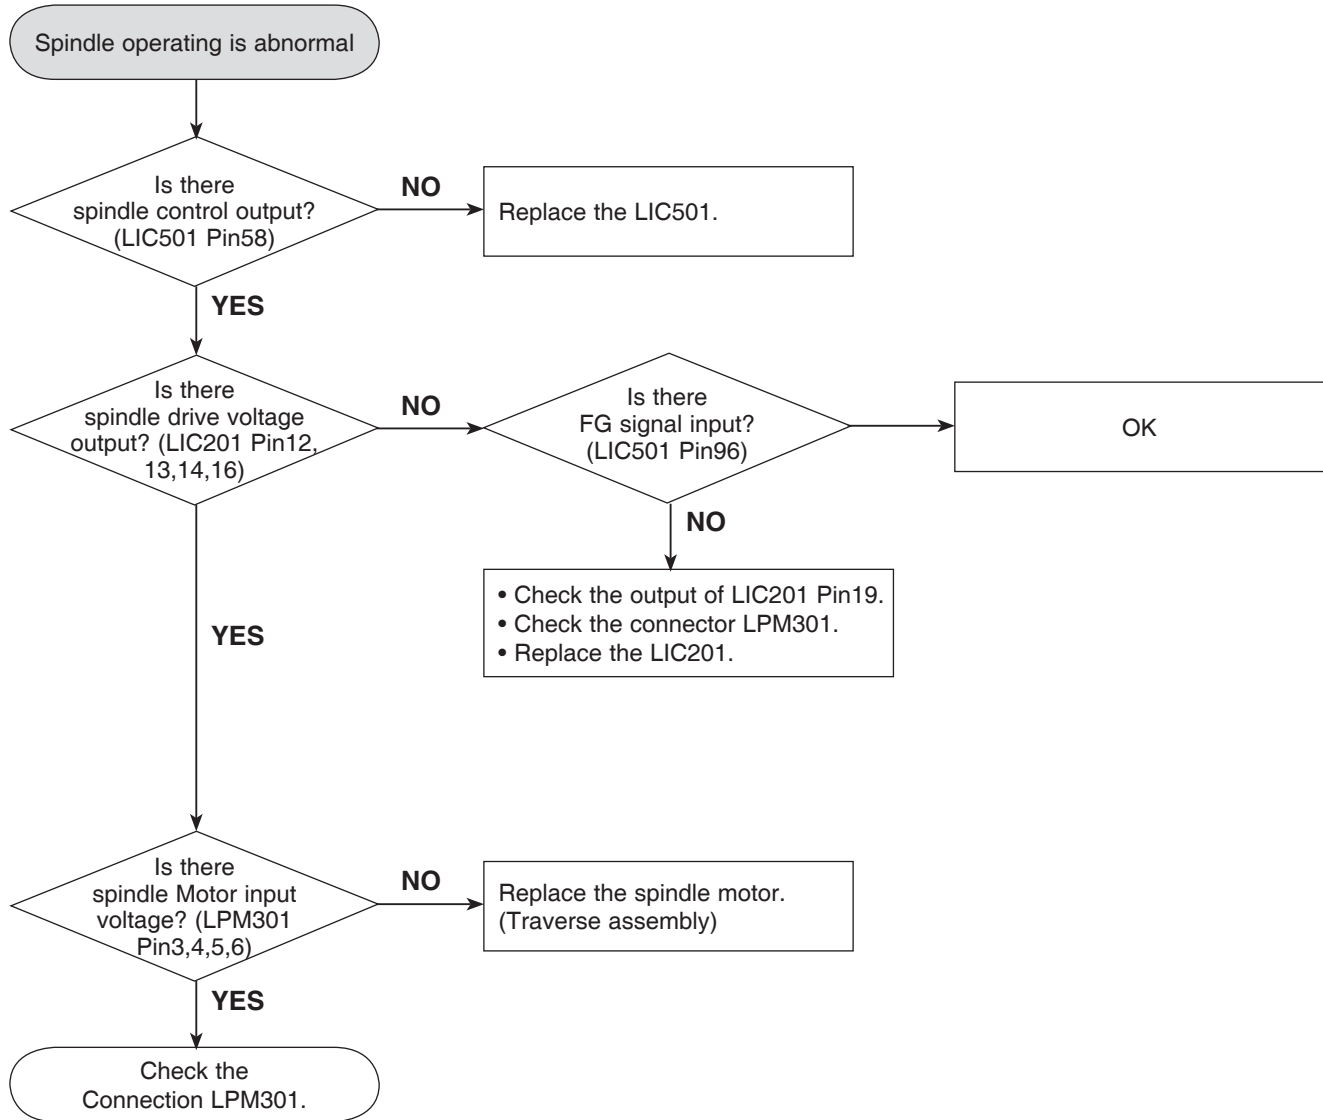 Spindle operating is abnormal
Is there
spindle control output?
(LIC501 Pin58)
NO
Replace the LIC501.
YES
Is there
spindle drive voltage
output? (LIC201 Pin12,
13,14,16)
NO
Is there
FG signal input?
(LIC501 Pin96)
OK
NO
• Check the output of LIC201 Pin19.
• Check the connector LPM301.
• Replace the LIC201.
YES
Is there
spindle Motor input
voltage? (LPM301
Pin3,4,5,6)
NO
Replace the spindle motor.
(Traverse assembly)
YES
Check the
Connection LPM301.